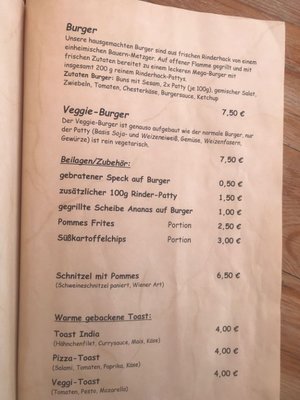 Burger
Unsere hausgemachten Burger sind aus frischen Rinderhack von einem
einheimischen Bauern-Metzger. Auf offener Flamme gegrillt und mit
frischen Zutaten bereitet zu einem leckeren Mega-Burger mit
insgesamt 200 g reinem Rinderhack-Pattys.
Zutaten Burger: Buns mit Sesam, 2x Patty (je 100g), gemischter Salat,
Zwiebeln, Tomaten, Chesterkäse, Burgersauce, Ketchup
7,50 €
Veggie-Burger
Der Veggie-Burger ist genauso aufgebaut wie der normale Burger, nur
der Patty (Basis Soja- und Weizeneiweiß, Gemüse, Weizenfasern,
Gewürze) ist rein vegetarisch.
7,50 €
Beilagen/Zubehör:
gebratener Speck auf Burger 0,50 €
zusätzlicher 100g Rinder-Patty 1,50 €
gegrillte Scheibe Ananas auf Burger 1,00 €
Pommes Frites Portion 2,50 €
Süßkartoffelchips Portion 3,00 €
Schnitzel mit Pommes 6,50 €
(Schweineschnitzel paniert, Wiener Art)
Warme gebackene Toast:
Toast India 4,00 €
(Hähnchenfilet, Currysauce, Mais, Käse)
Pizza-Toast 4,00 €
(Salami, Tomaten, Paprika, Käse)
Veggi-Toast 4,00 €
(Tomaten, Pesto, Mozarella)